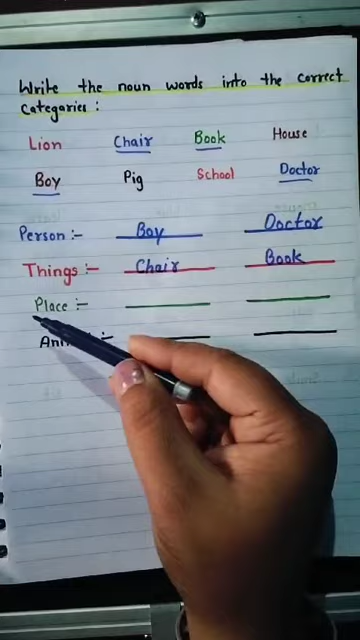 Write the noun words into the correct
categaries :
Lion Chair Book House
Boy Pig School Doctor
Person :- Boy Doctor
Things :- Chair Book
Place :-